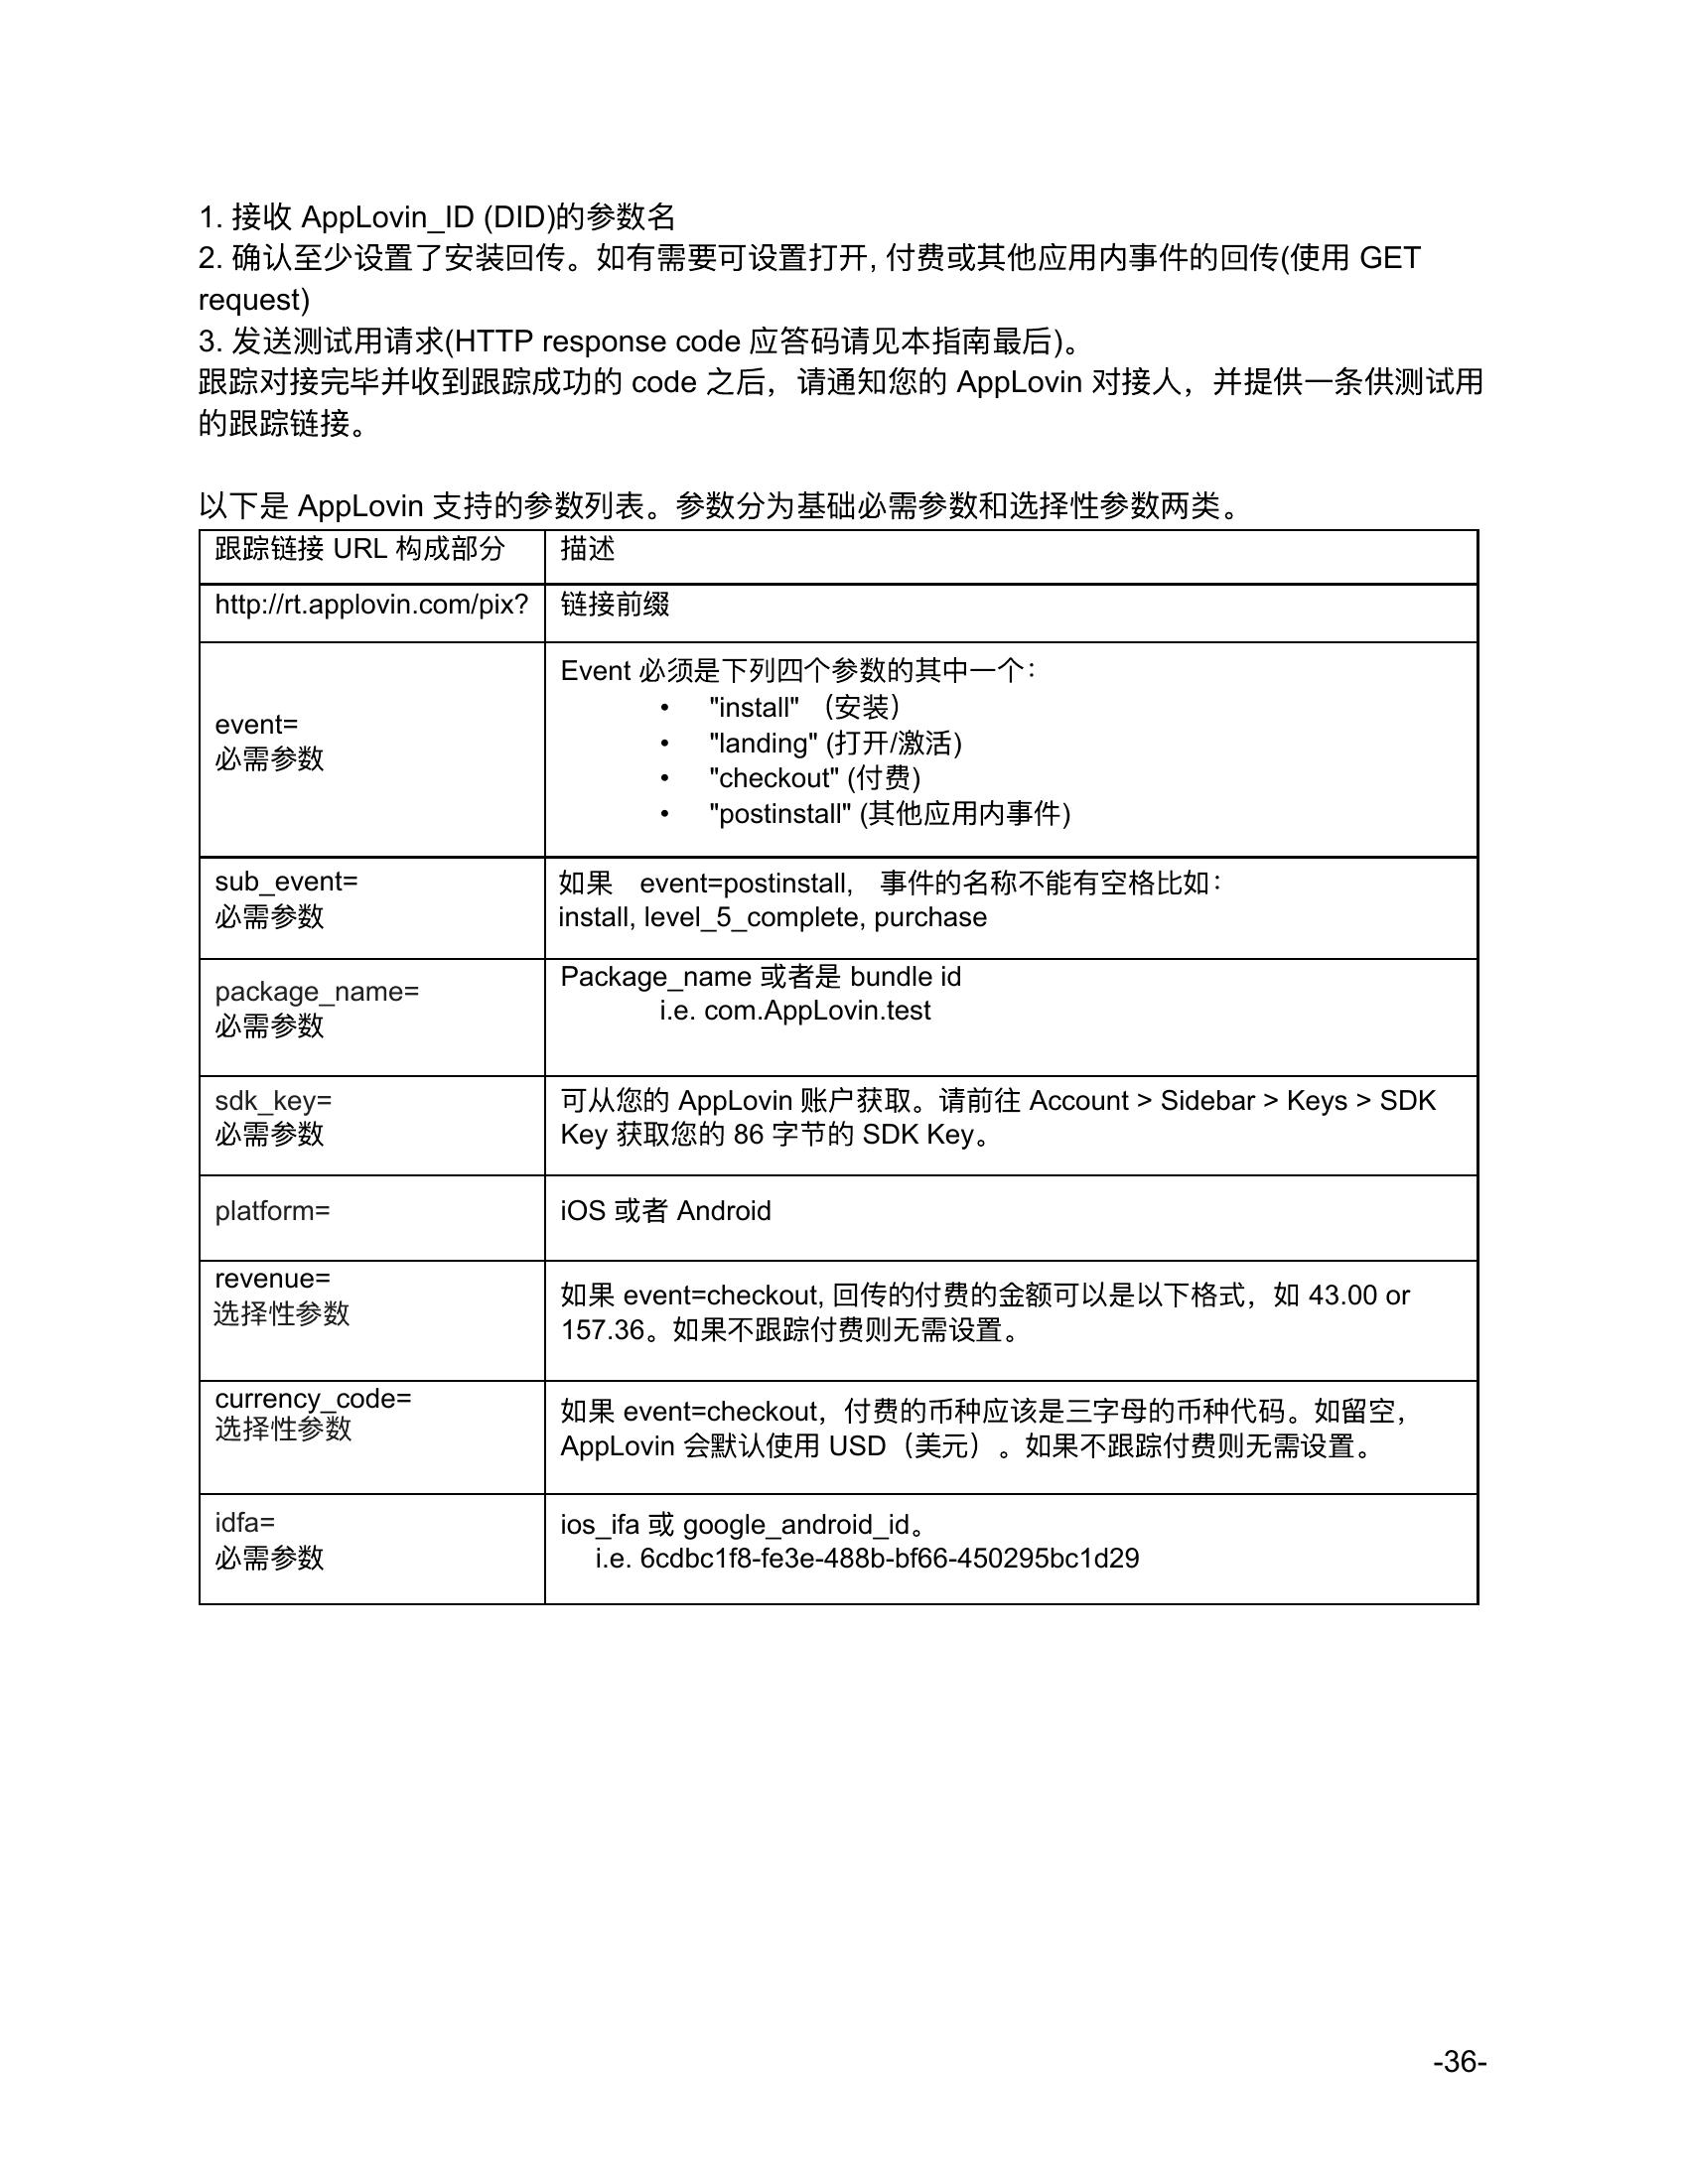 1. 接收 AppLovin_ID (DID)的参数名
2. 确认至少设置了安装回传。如有需要可设置打开, 付费或其他应用内事件的回传(使用 GET
request)
3. 发送测试用请求(HTTP response code 应答码请见本指南最后)。
跟踪对接完毕并收到跟踪成功的 code 之后，请通知您的 AppLovin 对接人，并提供一条供测试用
的跟踪链接。
以下是 AppLovin 支持的参数列表。参数分为基础必需参数和选择性参数两类。
跟踪链接 URL 构成部分
描述
http://rt.applovin.com/pix?
链接前缀
event=
必需参数
Event 必须是下列四个参数的其中一个：
• "install" （安装）
• "landing" (打开/激活)
• "checkout" (付费)
• "postinstall" (其他应用内事件)
sub_event=
必需参数
如果 event=postinstall, 事件的名称不能有空格比如：
install, level_5_complete, purchase
package_name=
必需参数
Package_name 或者是 bundle id
i.e. com.AppLovin.test
sdk_key=
必需参数
可从您的 AppLovin 账户获取。请前往 Account > Sidebar > Keys > SDK
Key 获取您的 86 字节的 SDK Key。
platform=
iOS 或者 Android
revenue=
选择性参数
如果 event=checkout, 回传的付费的金额可以是以下格式，如 43.00 or
157.36。如果不跟踪付费则无需设置。
currency_code=
选择性参数
如果 event=checkout，付费的币种应该是三字母的币种代码。如留空，
AppLovin 会默认使用 USD（美元）。如果不跟踪付费则无需设置。
idfa=
必需参数
ios_ifa 或 google_android_id。
i.e. 6cdbc1f8-fe3e-488b-bf66-450295bc1d29
-36-